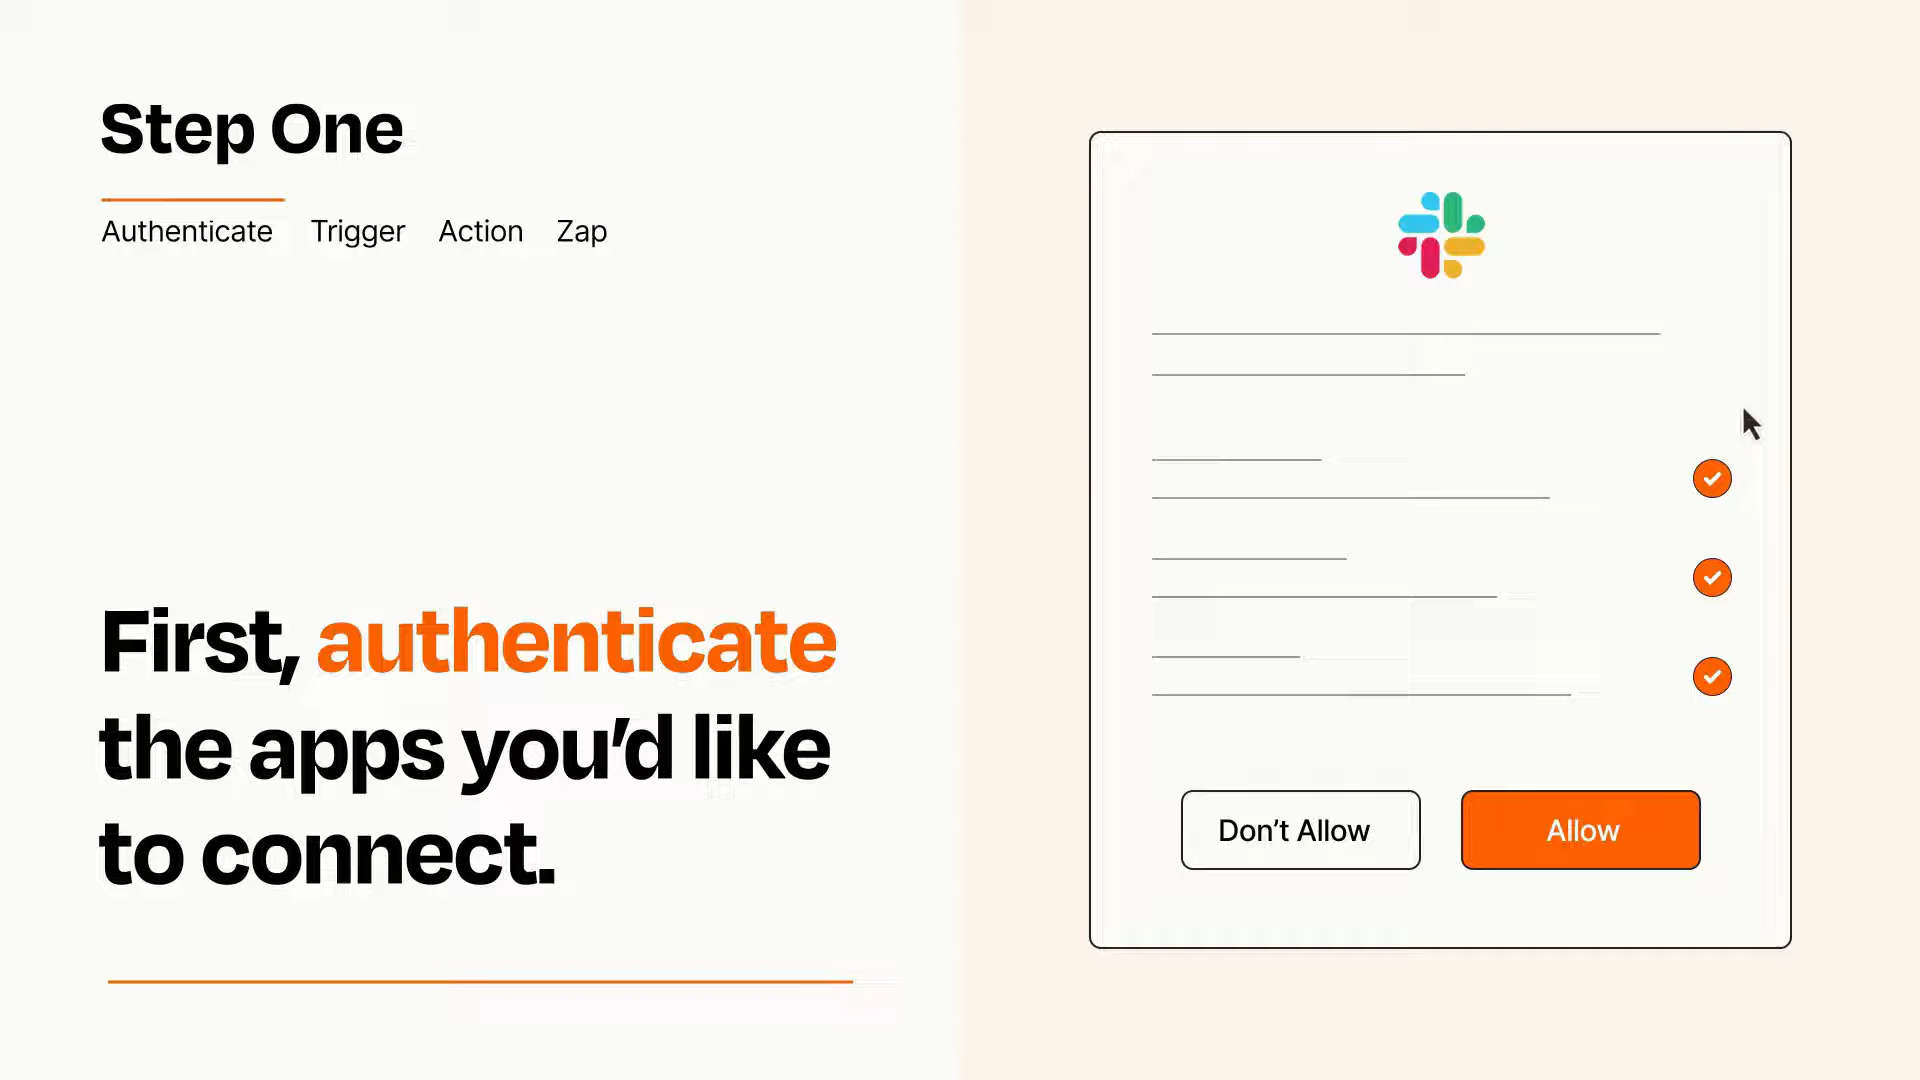 Step One
Authenticate Trigger Action Zap
First, authenticate
the apps you’d like
to connect.
Don’t Allow
Allow